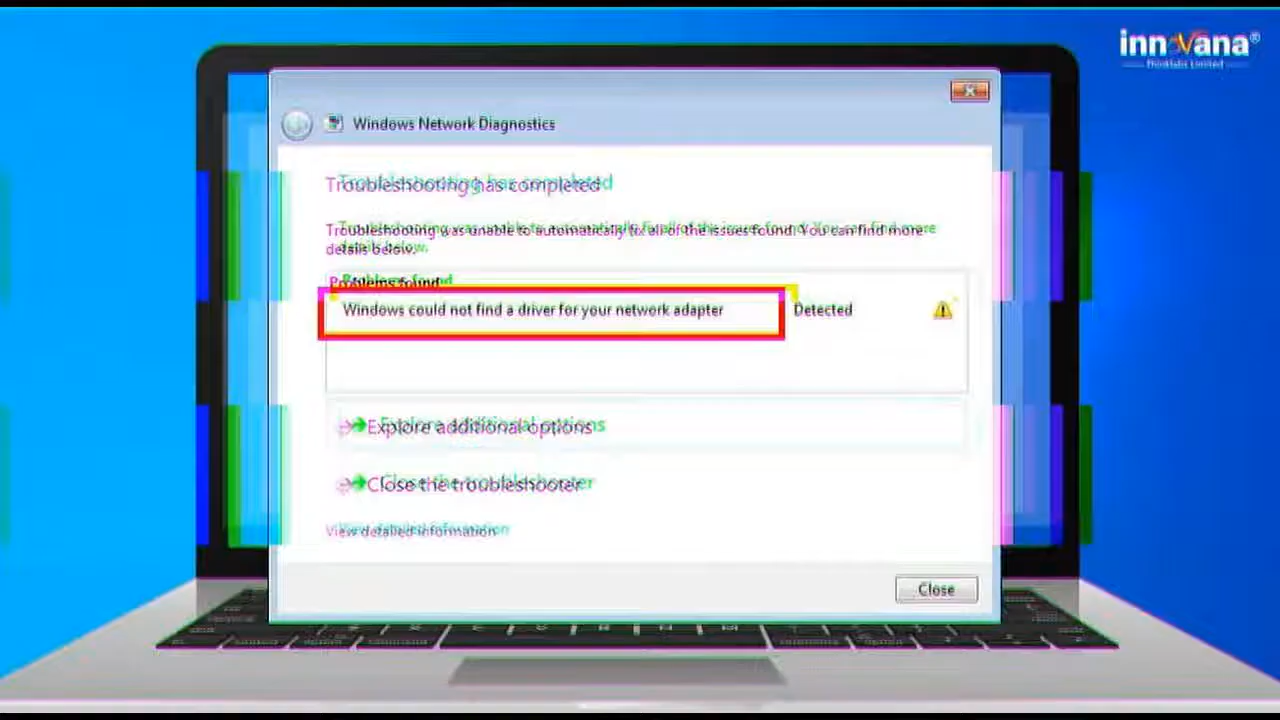 innovana®
Thinklabs Limited
Windows Network Diagnostics
Troubleshooting has completed
Troubleshooting was unable to automatically fix all of the issues found. You can find more
details below.
Problems found
Windows could not find a driver for your network adapter Detected
Explore additional options
Close the troubleshooter
View detailed information
Close